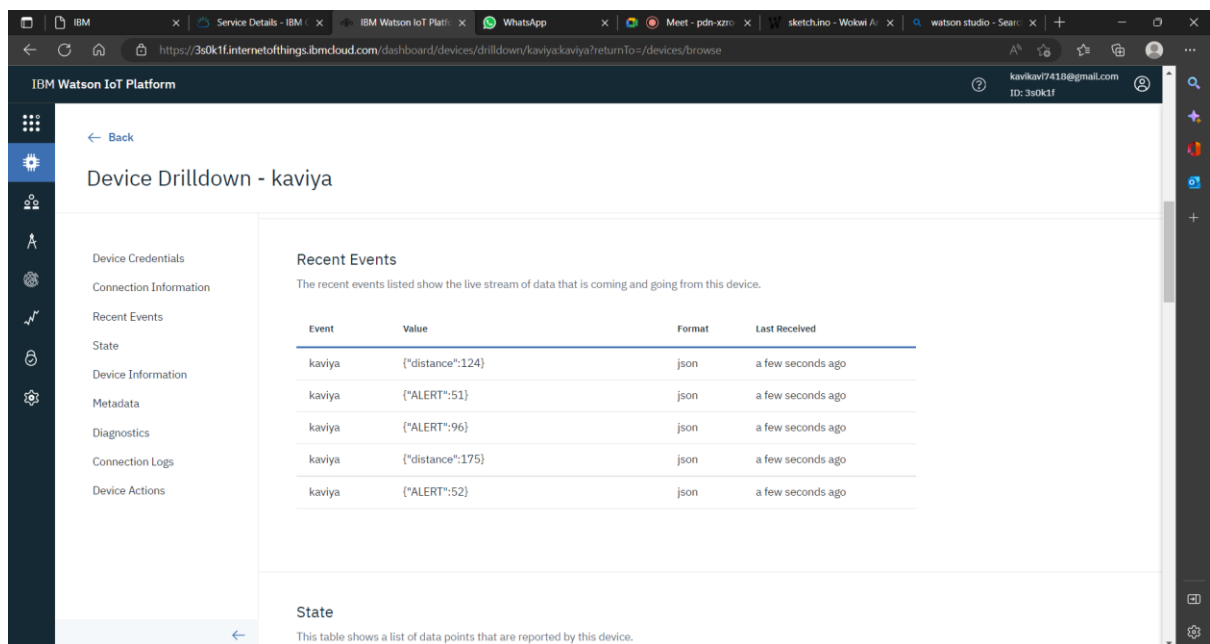 IBM
Service Details - IBM C
IBM Watson IoT Platfo
WhatsApp
Meet - pdn-xzro
sketch.ino - Wokwi Ar
watson studio - Searc
https://3s0k1f.internetofthings.ibmcloud.com/dashboard/devices/drilldown/kaviya:kaviya?returnTo=/devices/browse
IBM Watson IoT Platform
kavikavi7418@gmail.com
ID: 3s0k1f
Back
Device Drilldown - kaviya
Device Credentials
Connection Information
Recent Events
State
Device Information
Metadata
Diagnostics
Connection Logs
Device Actions
Recent Events
The recent events listed show the live stream of data that is coming and going from this device.
Event Value Format Last Received
kaviya {"distance":124} json a few seconds ago
kaviya {"ALERT":51} json a few seconds ago
kaviya {"ALERT":96} json a few seconds ago
kaviya {"distance":175} json a few seconds ago
kaviya {"ALERT":52} json a few seconds ago
State
This table shows a list of data points that are reported by this device.